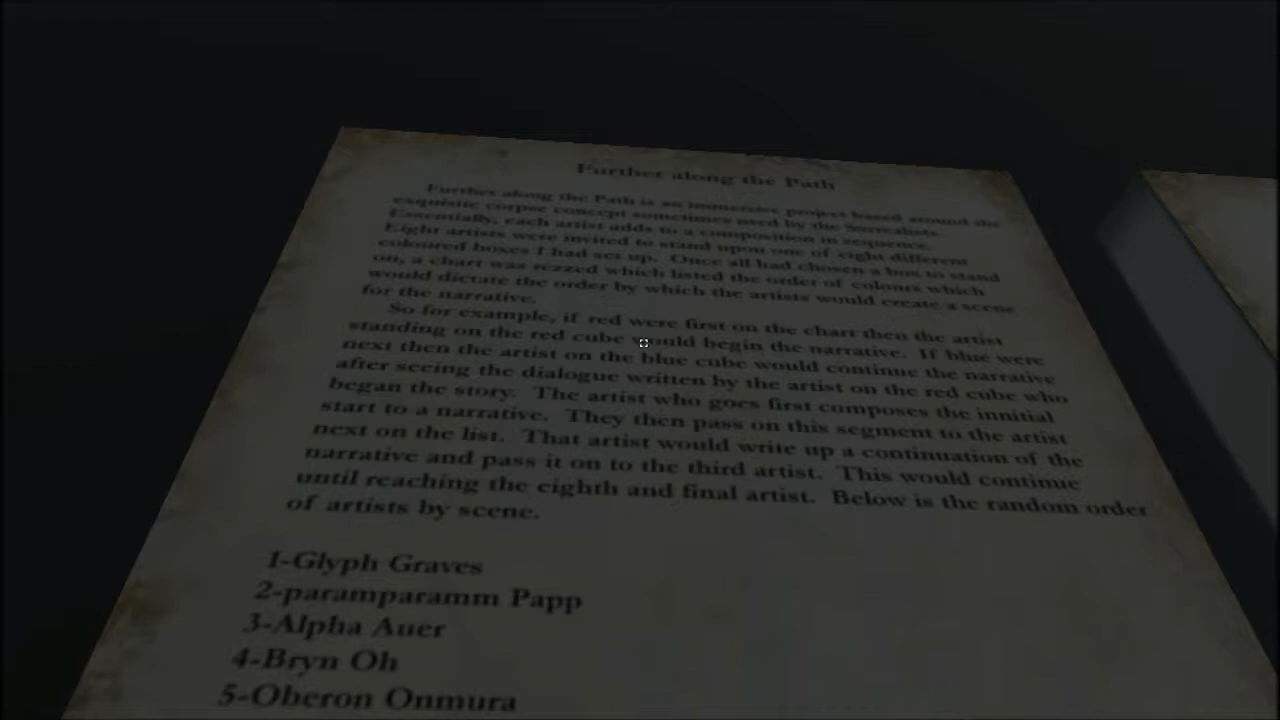 Further along the Path
Further along the Path is an immersive project based around the
exquisite corpse concept sometimes used by the Surrealists.
Essentially, each artist adds to a composition in sequence.
Eight artists were invited to stand upon one of eight different
coloured boxes I had set up. Once all had chosen a box to stand
on, a chart was rezzed which listed the order of colours which
would dictate the order by which the artists would create a scene
for the narrative.
So for example, if red were first on the chart then the artist
standing on the red cube would begin the narrative. If blue were
next then the artist on the blue cube would continue the narrative
after seeing the dialogue written by the artist on the red cube who
began the story. The artist who goes first composes the innitial
start to a narrative. They then pass on this segment to the artist
next on the list. That artist would write up a continuation of the
narrative and pass it on to the third artist. This would continue
until reaching the eighth and final artist. Below is the random order
of artists by scene.
1-Glyph Graves
2-paramparamm Papp
3-Alpha Auer
4-Bryn Oh
5-Oberon Onmura